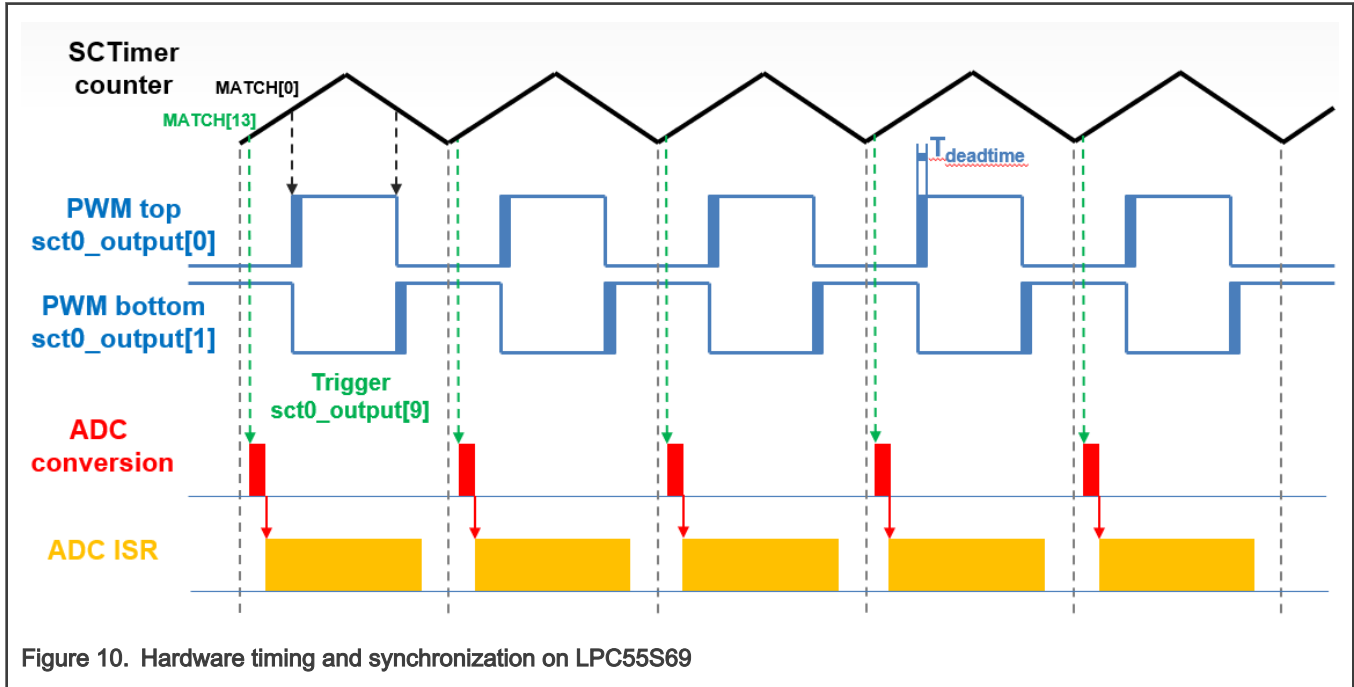 SCTimer
counter
MATCH[0]
MATCH[13]
Tdeadtime
PWM top
sct0_output[0]
PWM bottom
sct0_output[1]
Trigger
sct0_output[9]
ADC
conversion
ADC ISR
Figure 10. Hardware timing and synchronization on LPC55S69